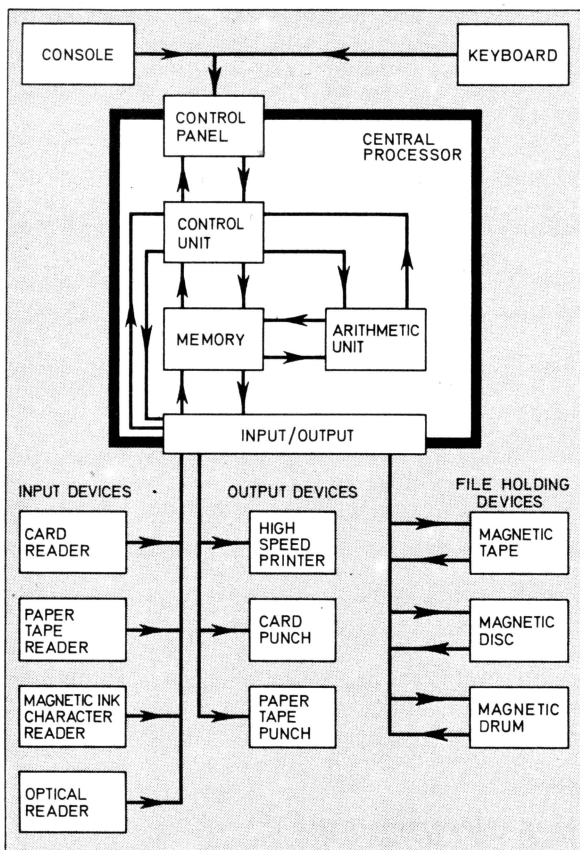 CONSOLE
KEYBOARD
CONTROL
PANEL
CENTRAL
PROCESSOR
CONTROL
UNIT
MEMORY
ARITHMETIC
UNIT
INPUT/OUTPUT
INPUT DEVICES
OUTPUT DEVICES
FILE HOLDING
DEVICES
CARD
READER
HIGH
SPEED
PRINTER
MAGNETIC
TAPE
PAPER
TAPE
READER
CARD
PUNCH
MAGNETIC
DISC
MAGNETIC INK
CHARACTER
READER
PAPER
TAPE
PUNCH
MAGNETIC
DRUM
OPTICAL
READER